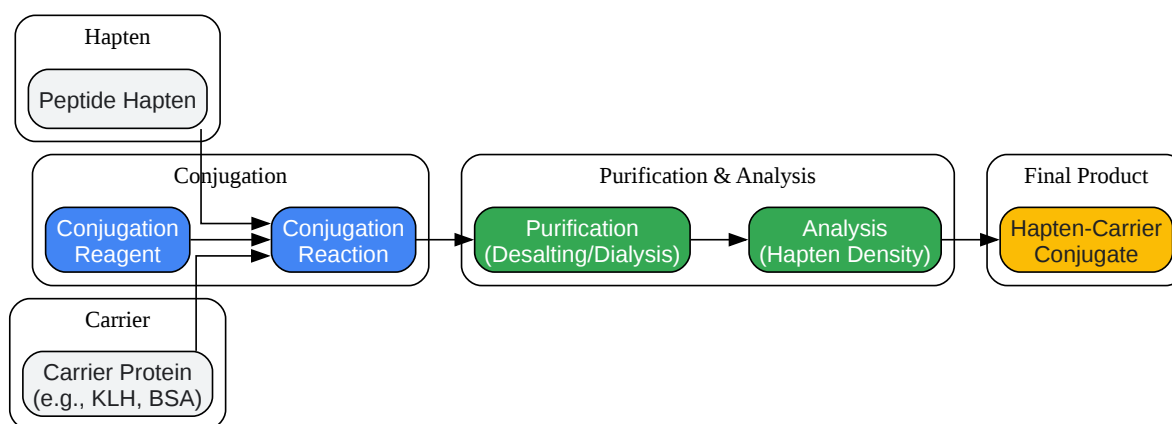 Hapten
Peptide Hapten
Conjugation
Conjugation
Reagent
Conjugation
Reaction
Carrier
Carrier Protein
(e.g., KLH, BSA)
Purification & Analysis
Purification
(Desalting/Dialysis)
Analysis
(Hapten Density)
Final Product
Hapten-Carrier
Conjugate